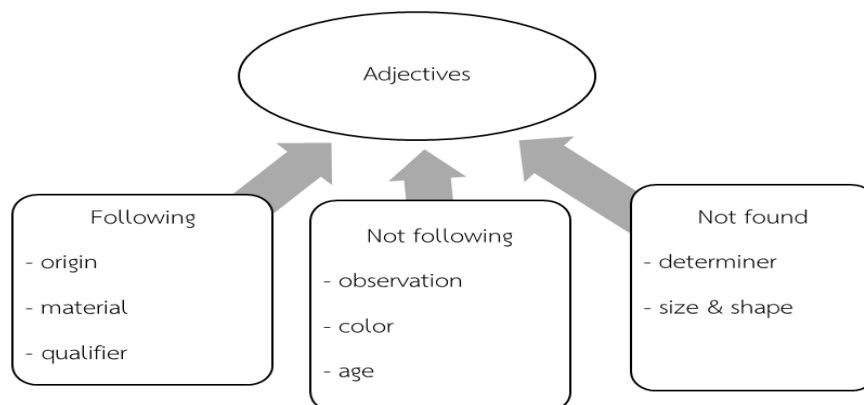 Adjectives
Following
- origin
- material
- qualifier
Not following
- observation
- color
- age
Not found
- determiner
- size & shape